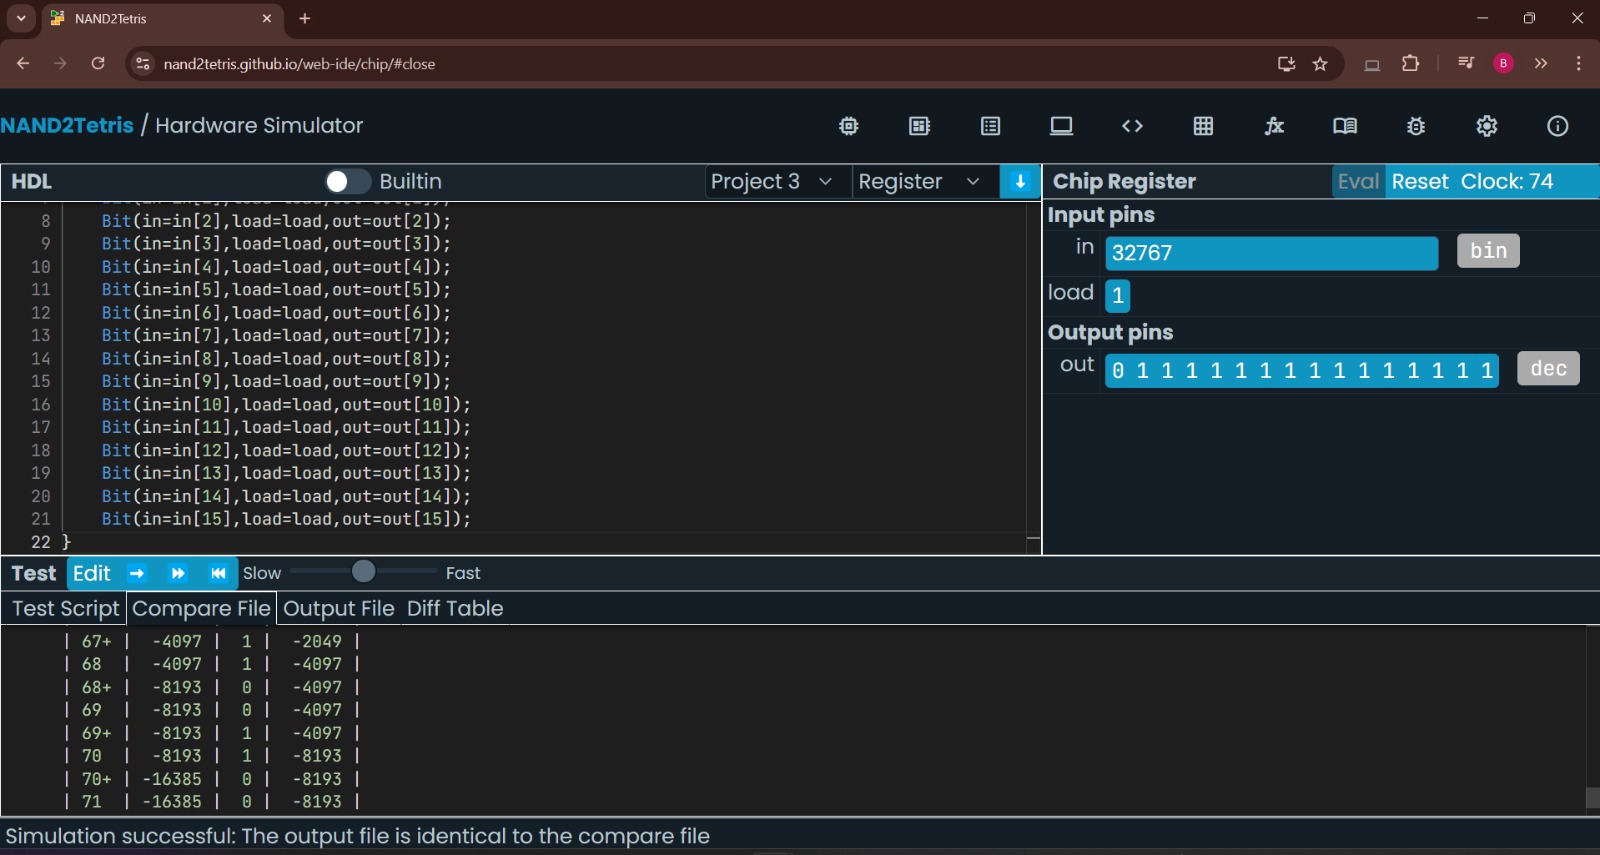 NAND2Tetris
nand2tetris.github.io/web-ide/chip/#close
B
NAND2Tetris / Hardware Simulator
HDL
Builtin
Project 3
Register
Chip Register
Eval Reset Clock: 74
8 Bit(in=in[2],load=load,out=out[2]);
9 Bit(in=in[3],load=load,out=out[3]);
10 Bit(in=in[4],load=load,out=out[4]);
11 Bit(in=in[5],load=load,out=out[5]);
12 Bit(in=in[6],load=load,out=out[6]);
13 Bit(in=in[7],load=load,out=out[7]);
14 Bit(in=in[8],load=load,out=out[8]);
15 Bit(in=in[9],load=load,out=out[9]);
16 Bit(in=in[10],load=load,out=out[10]);
17 Bit(in=in[11],load=load,out=out[11]);
18 Bit(in=in[12],load=load,out=out[12]);
19 Bit(in=in[13],load=load,out=out[13]);
20 Bit(in=in[14],load=load,out=out[14]);
21 Bit(in=in[15],load=load,out=out[15]);
22 }
Input pins
in 32767 bin
load 1
Output pins
out 0 1 1 1 1 1 1 1 1 1 1 1 1 1 1 1 dec
Test Edit Slow Fast
Test Script Compare File Output File Diff Table
| 67+ | -4097 | 1 | -2049 |
| 68 | -4097 | 1 | -4097 |
| 68+ | -8193 | 0 | -4097 |
| 69 | -8193 | 0 | -4097 |
| 69+ | -8193 | 1 | -4097 |
| 70 | -8193 | 1 | -8193 |
| 70+ | -16385 | 0 | -8193 |
| 71 | -16385 | 0 | -8193 |
Simulation successful: The output file is identical to the compare file